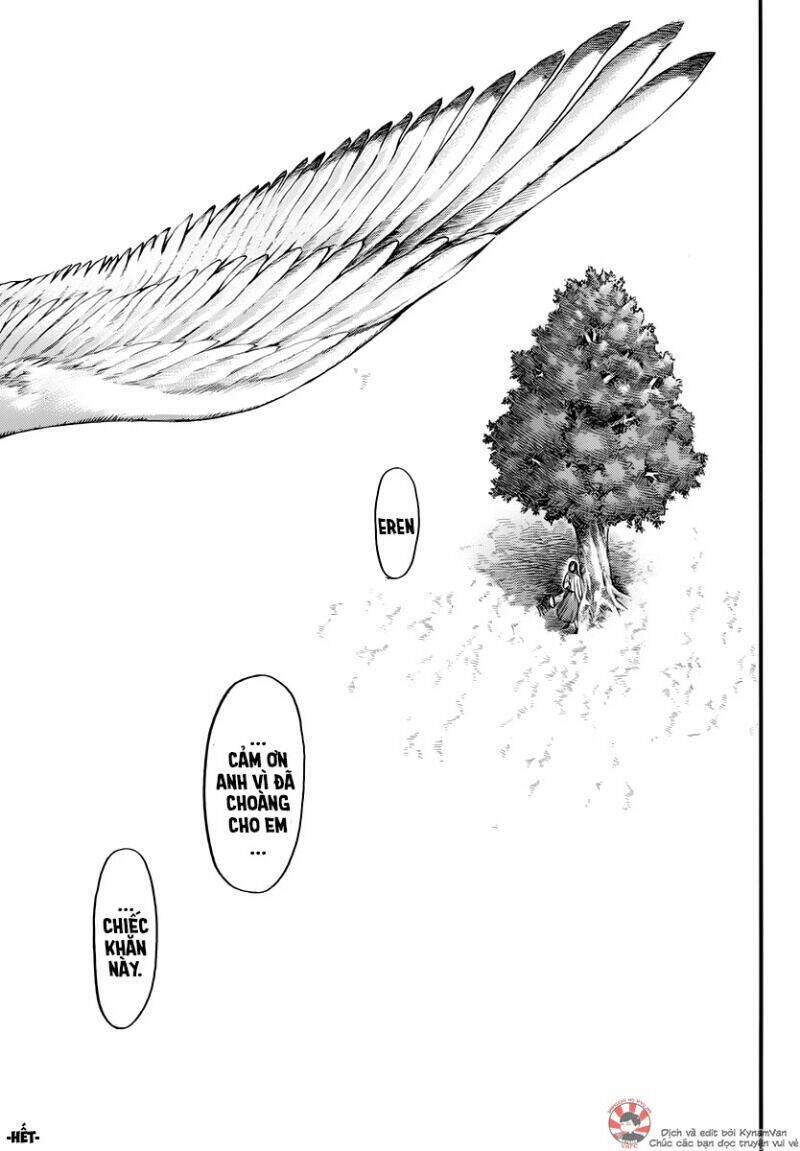 EREN
...
CẢM ƠN
ANH VÌ ĐÃ
CHOÀNG
CHO EM
...
...
CHIẾC
KHĂN
NÀY.
-HẾT-
Dịch và edit bởi KynamVan
Chúc các bạn đọc truyện vui vẻ